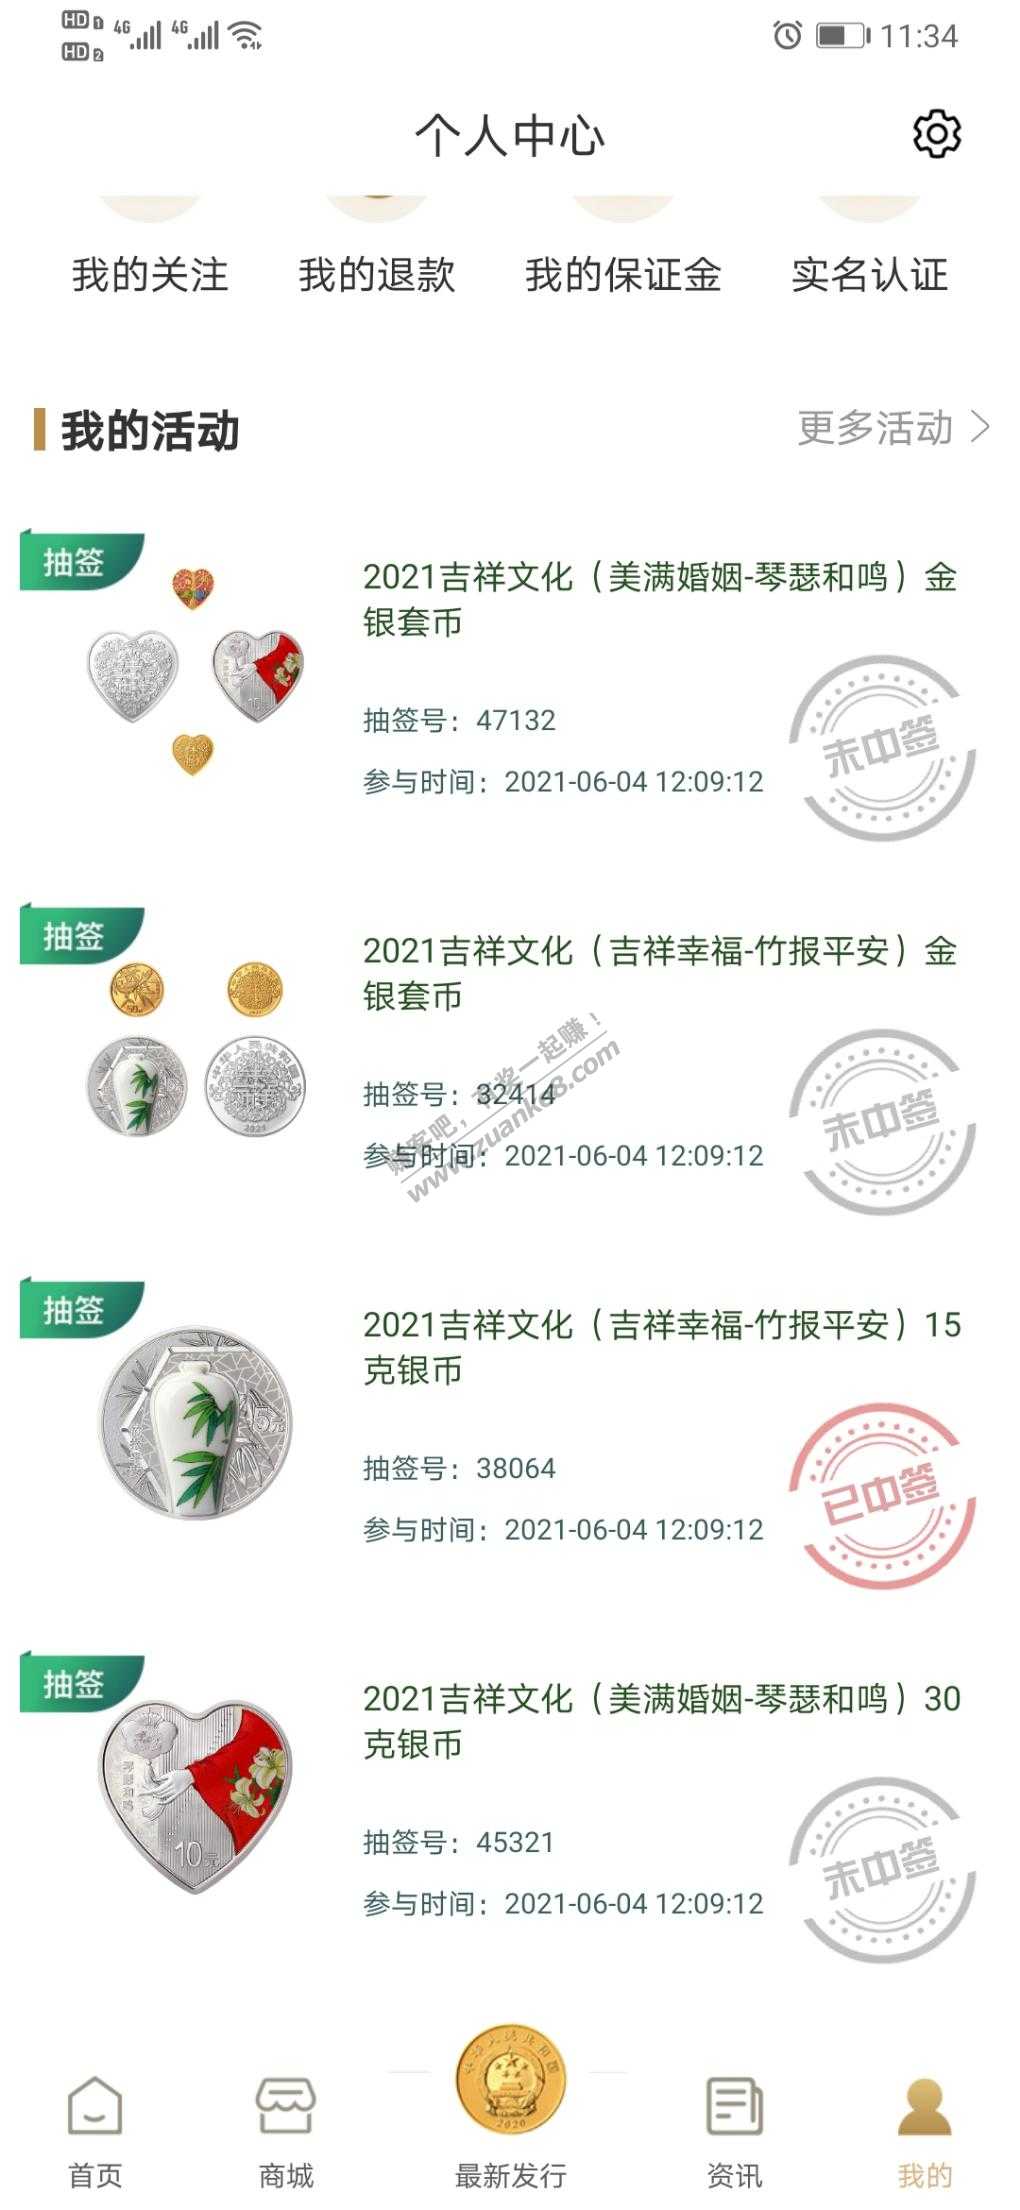 HD 1 4G 4G 11:34
HD 2
个人中心
我的关注 我的退款 我的保证金 实名认证
我的活动 更多活动
抽签
2021吉祥文化（美满婚姻-琴瑟和鸣）金
银套币
抽签号：47132
参与时间：2021-06-04 12:09:12
未中签
抽签
2021吉祥文化（吉祥幸福-竹报平安）金
银套币
抽签号：32414
参与时间：2021-06-04 12:09:12
未中签
赚客吧，有奖一起赚！
www.zuanke8.com
抽签
2021吉祥文化（吉祥幸福-竹报平安）15
克银币
抽签号：38064
参与时间：2021-06-04 12:09:12
已中签
抽签
2021吉祥文化（美满婚姻-琴瑟和鸣）30
克银币
10元
抽签号：45321
参与时间：2021-06-04 12:09:12
未中签
2020
首页 商城 最新发行 资讯 我的